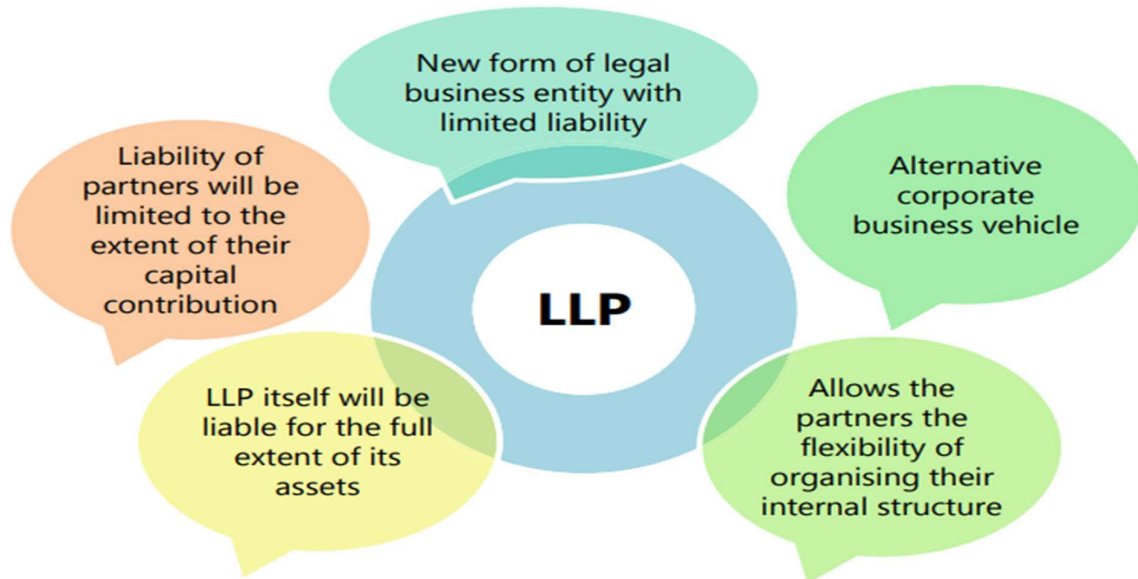 New form of legal
business entity with
limited liability
Liability of
partners will be
limited to the
extent of their
capital
contribution
Alternative
corporate
business vehicle
LLP
LLP itself will be
liable for the full
extent of its
assets
Allows the
partners the
flexibility of
organising their
internal structure